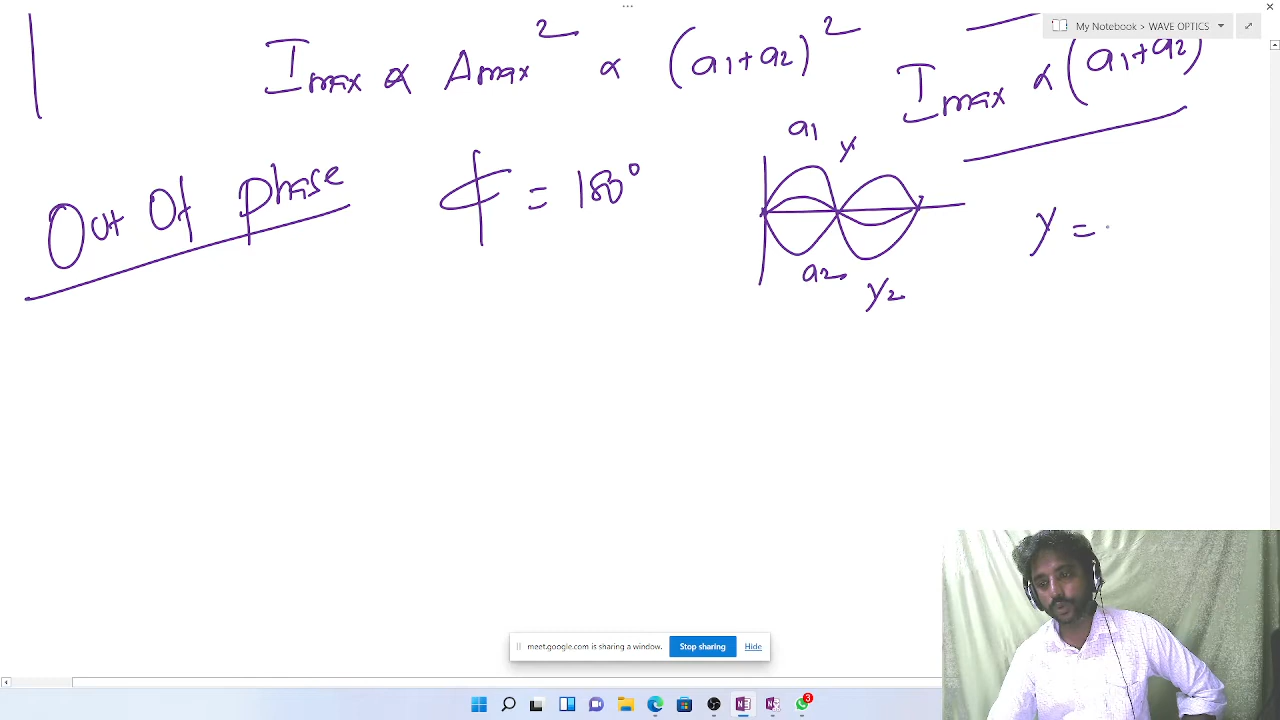 My Notebook > WAVE OPTICS
Imax ∝ Amax² ∝ (a1+a2)²
Imax ∝ (a1+a2)
Out Of Phase
¢ = 180°
a1
y
a2
y2
y =
meet.google.com is sharing a window.
Stop sharing
Hide
3